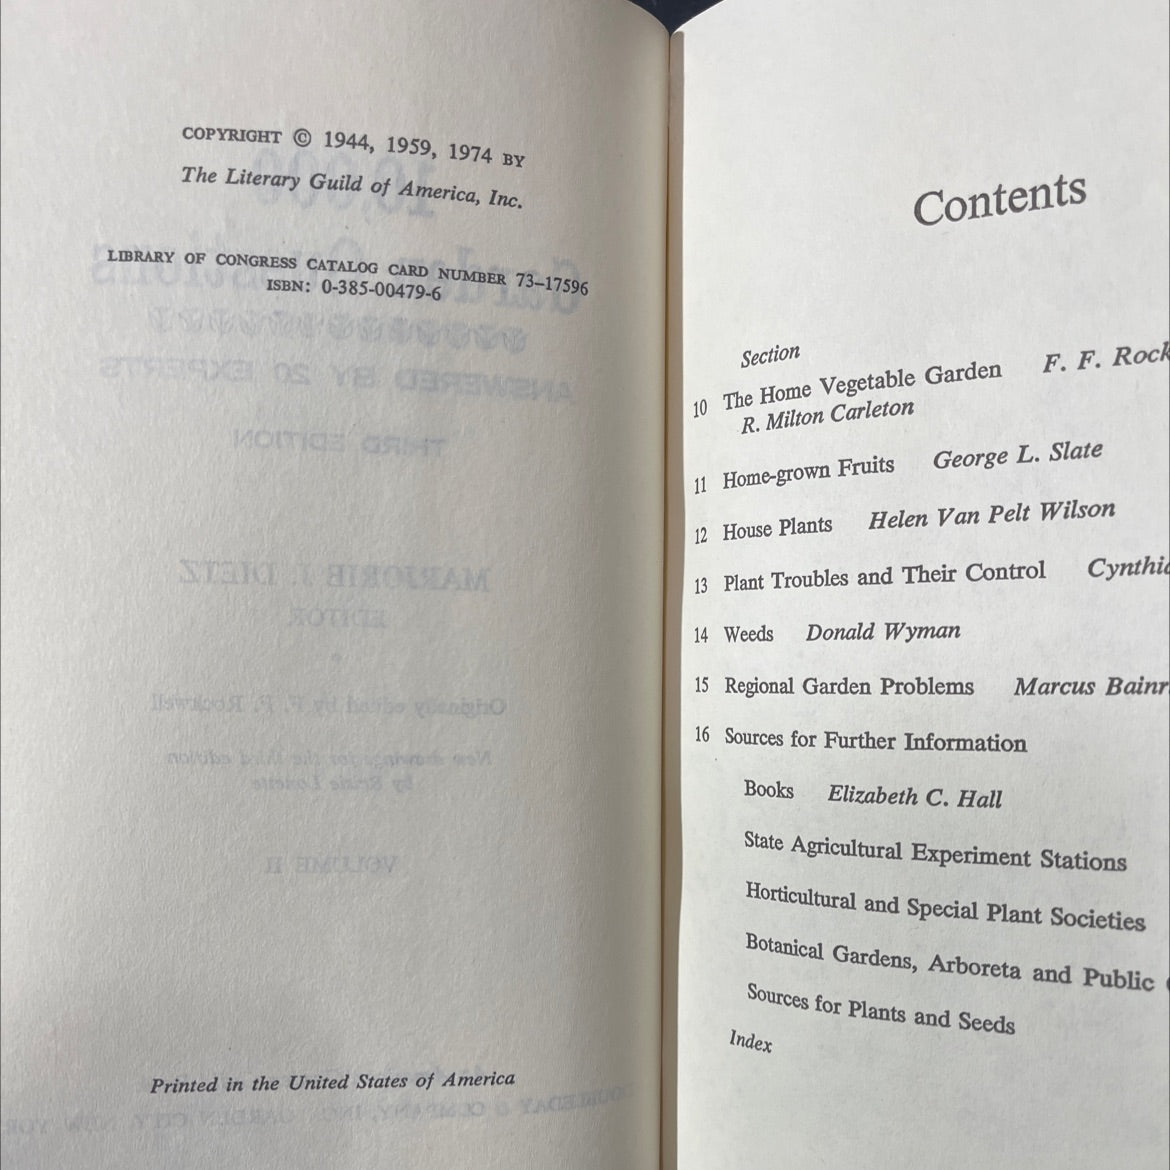 COPYRIGHT © 1944, 1959, 1974 BY
The Literary Guild of America, Inc.
LIBRARY OF CONGRESS CATALOG CARD NUMBER 73–17596
ISBN: 0-385-00479-6
Printed in the United States of America
Contents
Section
10 The Home Vegetable Garden F. F. Rock
R. Milton Carleton
11 Home-grown Fruits George L. Slate
12 House Plants Helen Van Pelt Wilson
13 Plant Troubles and Their Control Cynthia
14 Weeds Donald Wyman
15 Regional Garden Problems Marcus Bainr
16 Sources for Further Information
Books Elizabeth C. Hall
State Agricultural Experiment Stations
Horticultural and Special Plant Societies
Botanical Gardens, Arboreta and Public
Sources for Plants and Seeds
Index